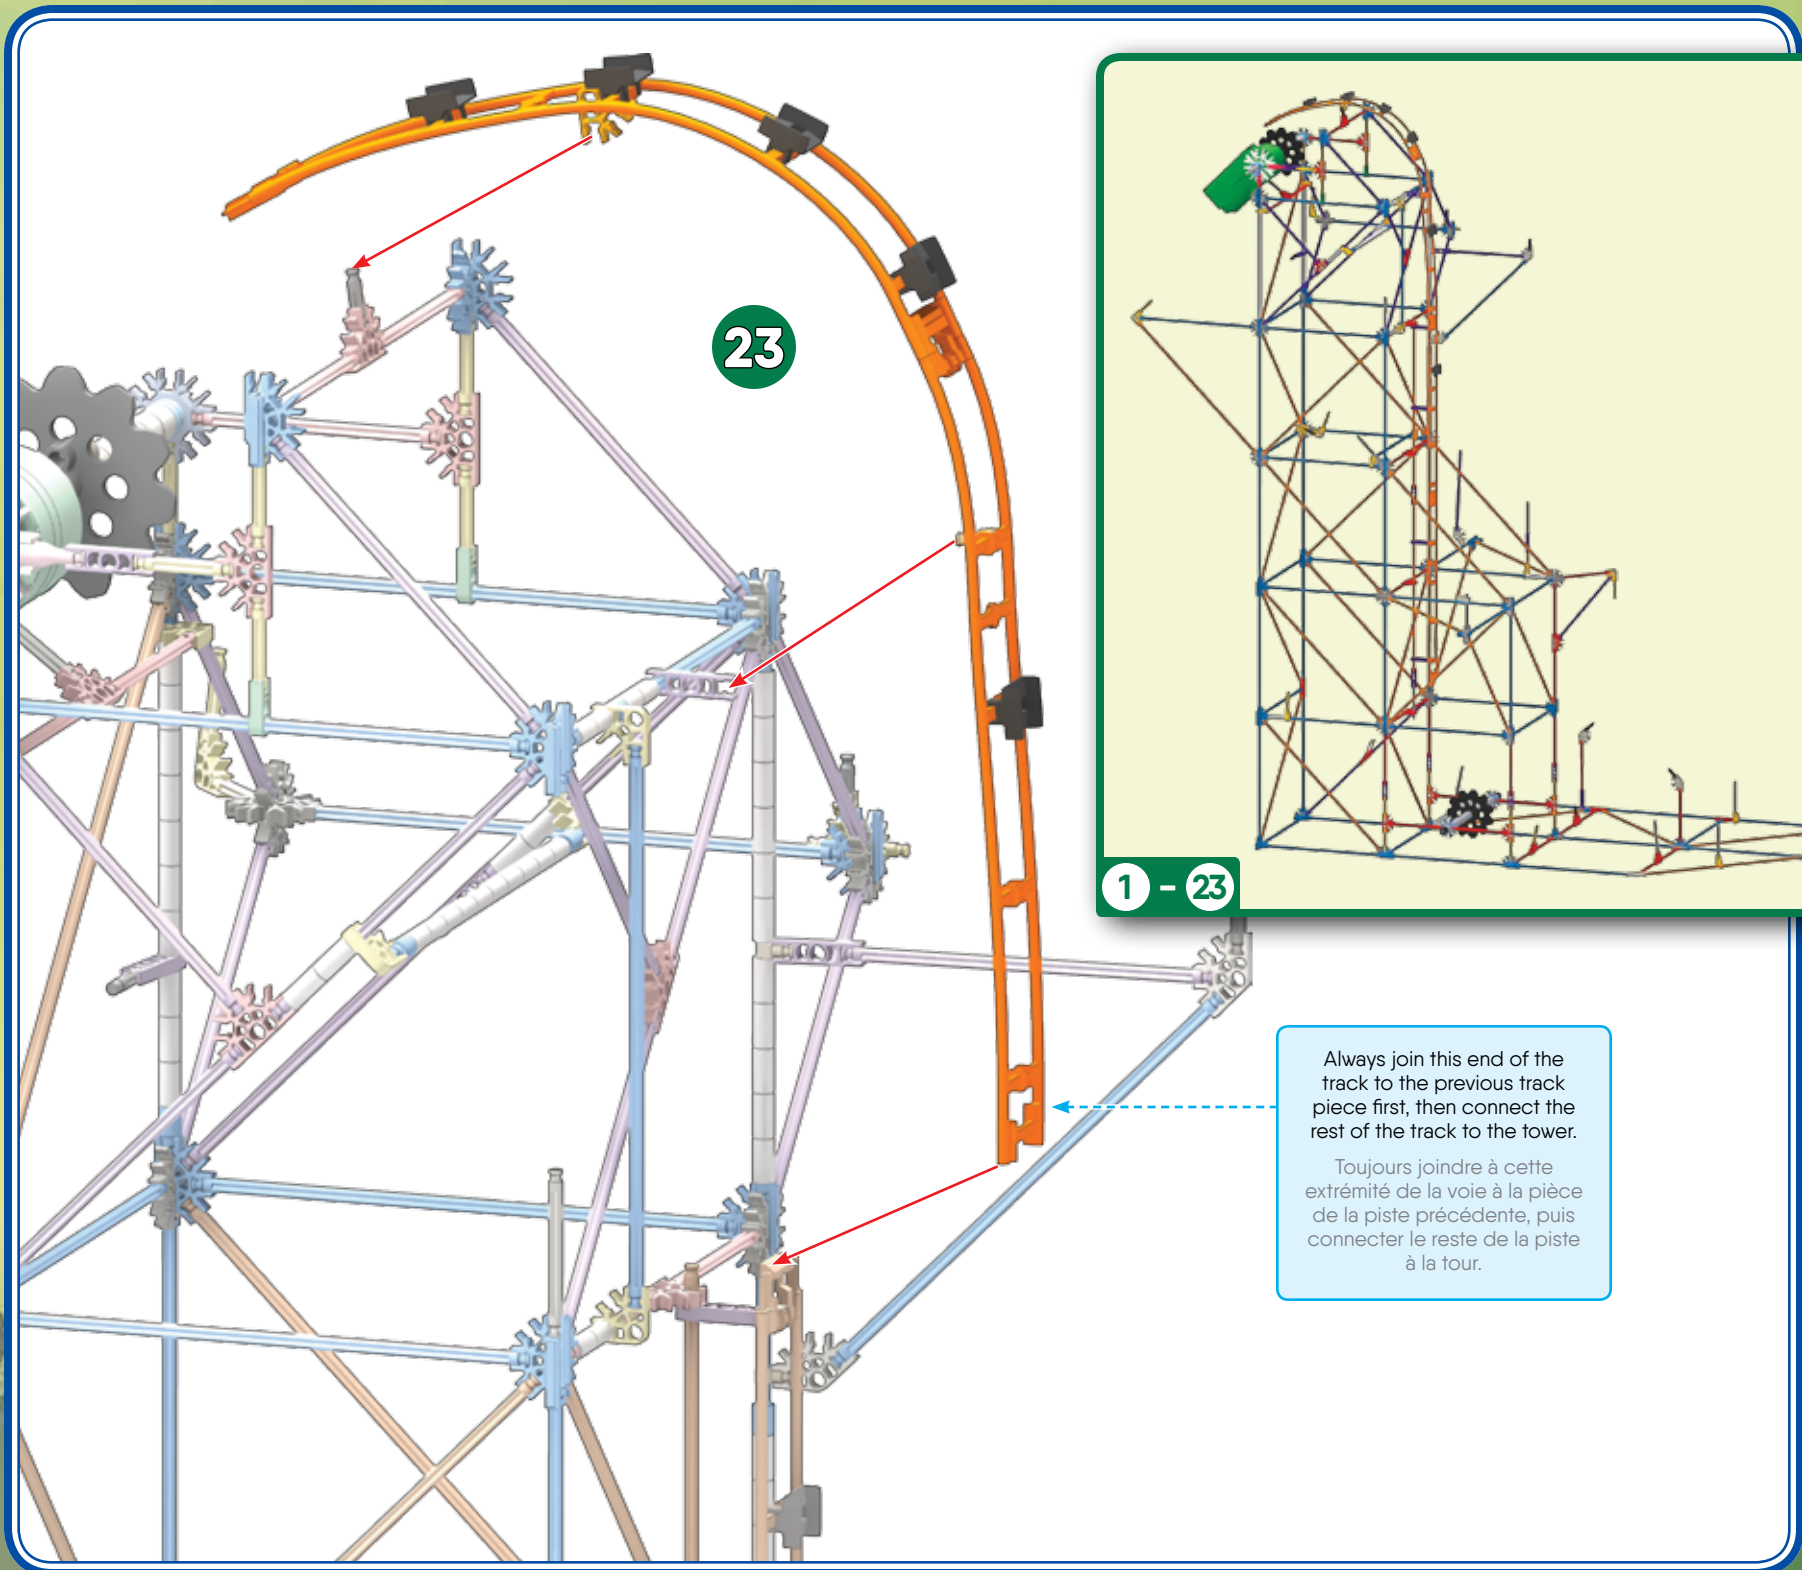 23
1 - 23
Always join this end of the
track to the previous track
piece first, then connect the
rest of the track to the tower.
Toujours joindre à cette
extrémité de la voie à la pièce
de la piste précédente, puis
connecter le reste de la piste
à la tour.